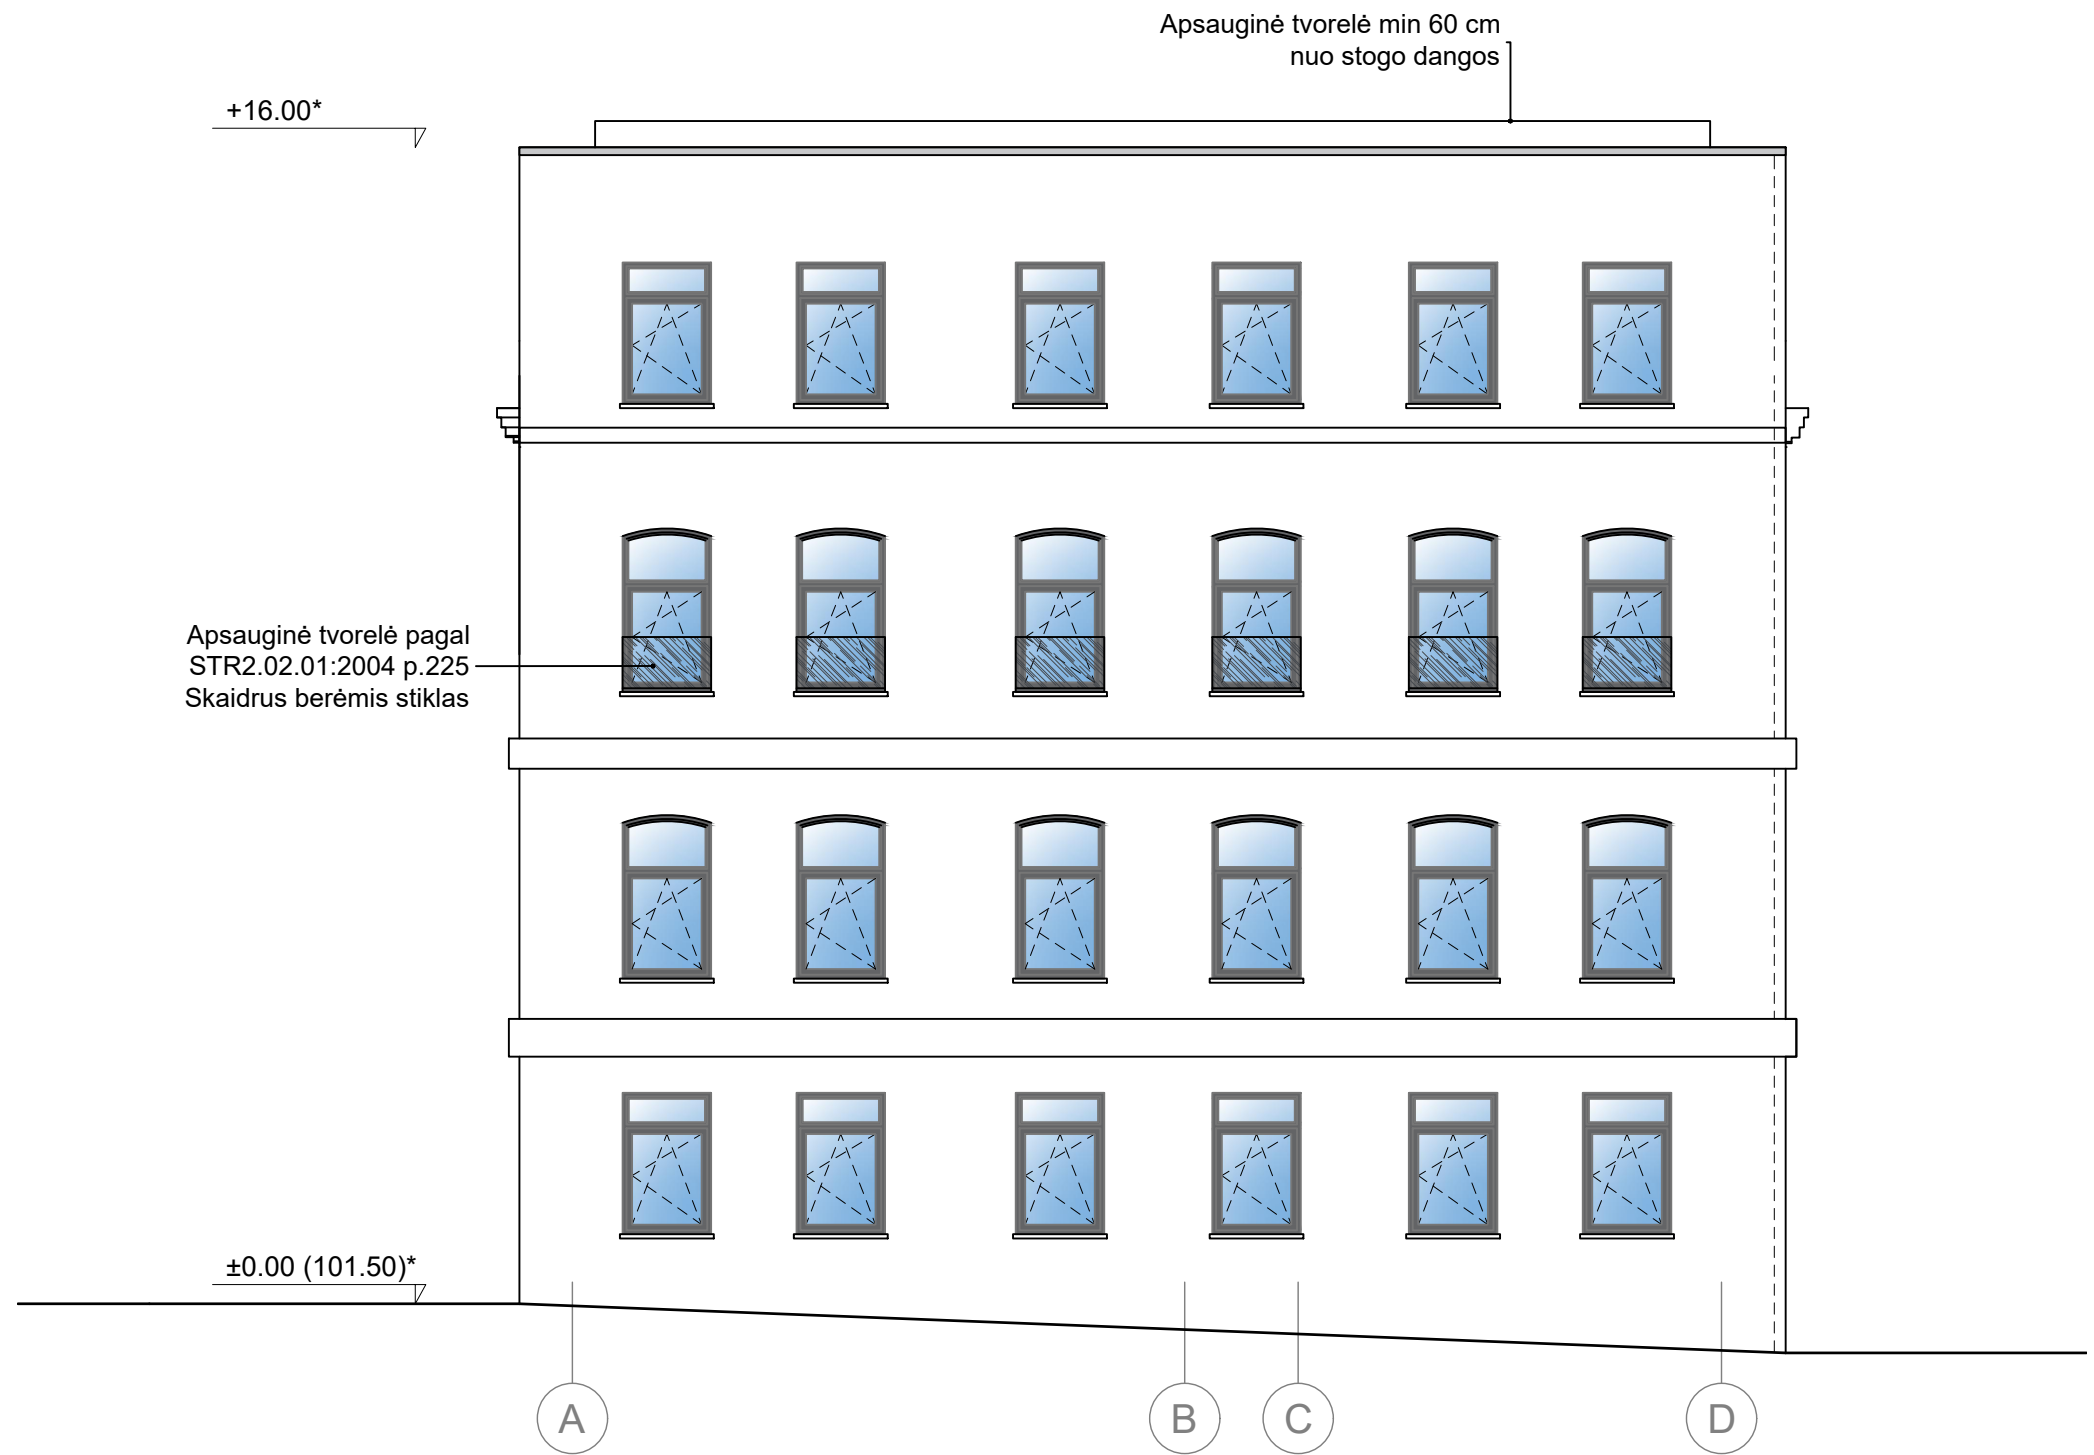 Apsauginė tvorelė min 60 cm
nuo stogo dangos
+16.00*
Apsauginė tvorelė pagal
STR2.02.01:2004 p.225
Skaidrus berėmis stiklas
±0.00 (101.50)*
A
B
C
D